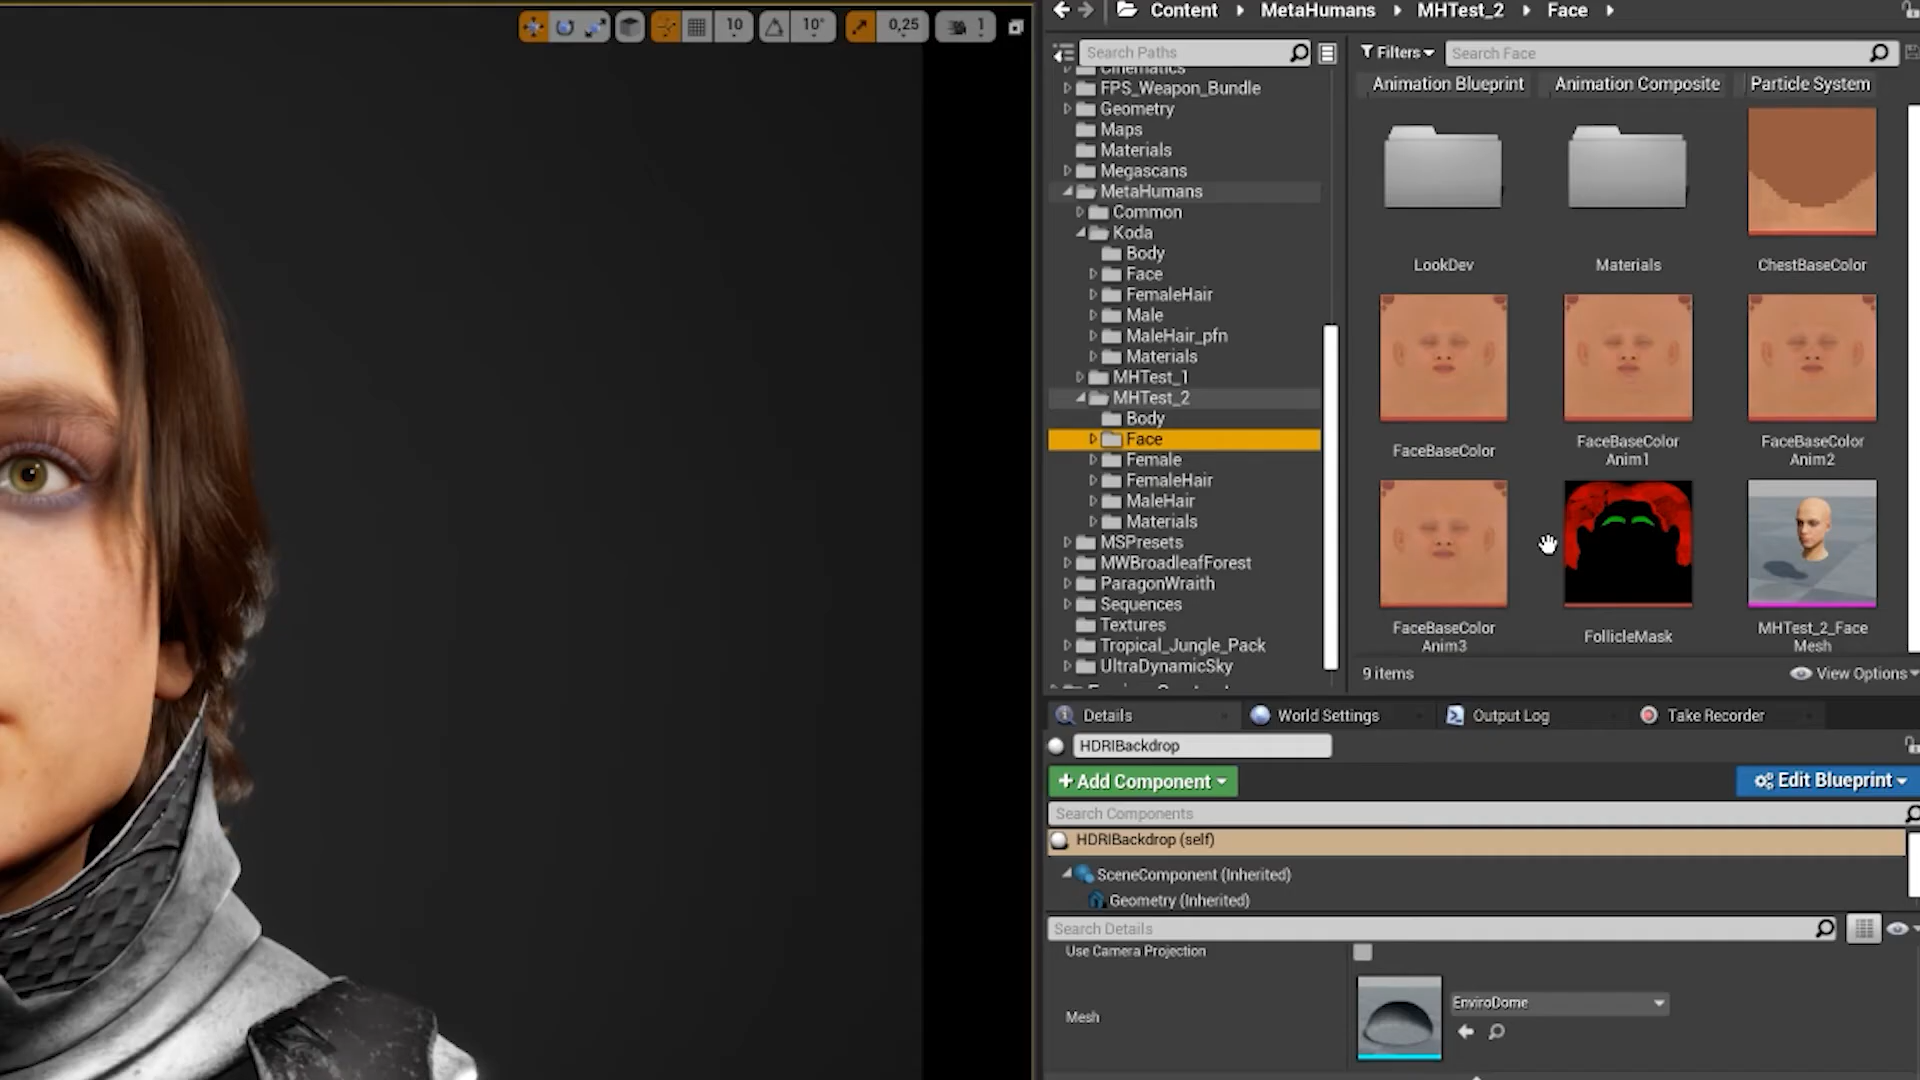 10
10°
0,25
1
Content
MetaHumans
MHTest_2
Face
Search Paths
Cinematics
FPS_Weapon_Bundle
Geometry
Maps
Materials
Megascans
MetaHumans
Common
Koda
Body
Face
FemaleHair
Male
MaleHair_pfn
Materials
MHTest_1
MHTest_2
Body
Face
Female
FemaleHair
MaleHair
Materials
MSPresets
MWBroadleafForest
ParagonWraith
Sequences
Textures
Tropical_Jungle_Pack
UltraDynamicSky
Filters
Search Face
Animation Blueprint
Animation Composite
Particle System
LookDev
Materials
ChestBaseColor
FaceBaseColor
FaceBaseColor
Anim1
FaceBaseColor
Anim2
FaceBaseColor
Anim3
FollicleMask
MHTest_2_Face
Mesh
9 items
View Options
Details
World Settings
Output Log
Take Recorder
HDRIBackdrop
+ Add Component
Edit Blueprint
Search Components
HDRIBackdrop (self)
SceneComponent (Inherited)
Geometry (Inherited)
Search Details
Use Camera Projection
Mesh
EnviroDome